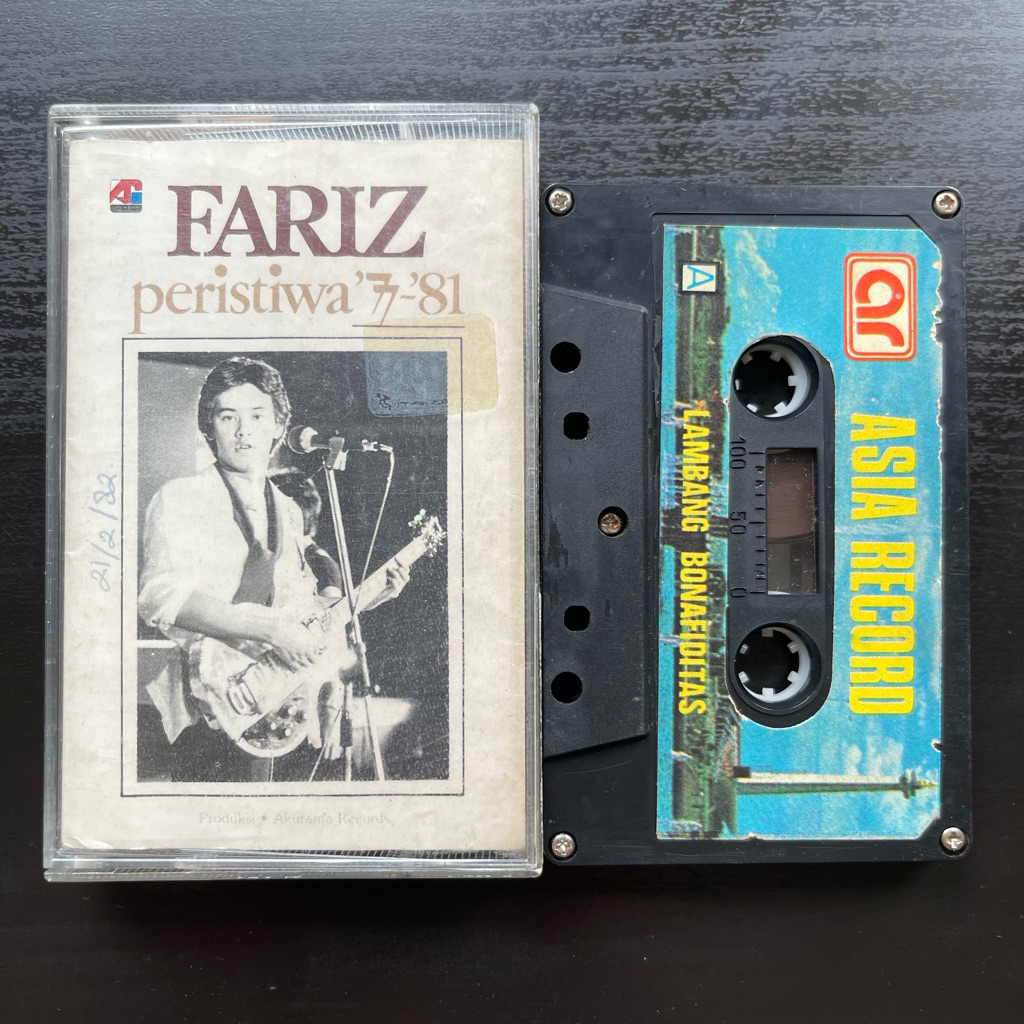 FARIZ
peristiwa '77-'81
21/2/82
Produksi • Akurama Records
ar
ASIA RECORD
A
100 50 0
LAMBANG BONAFIDITAS